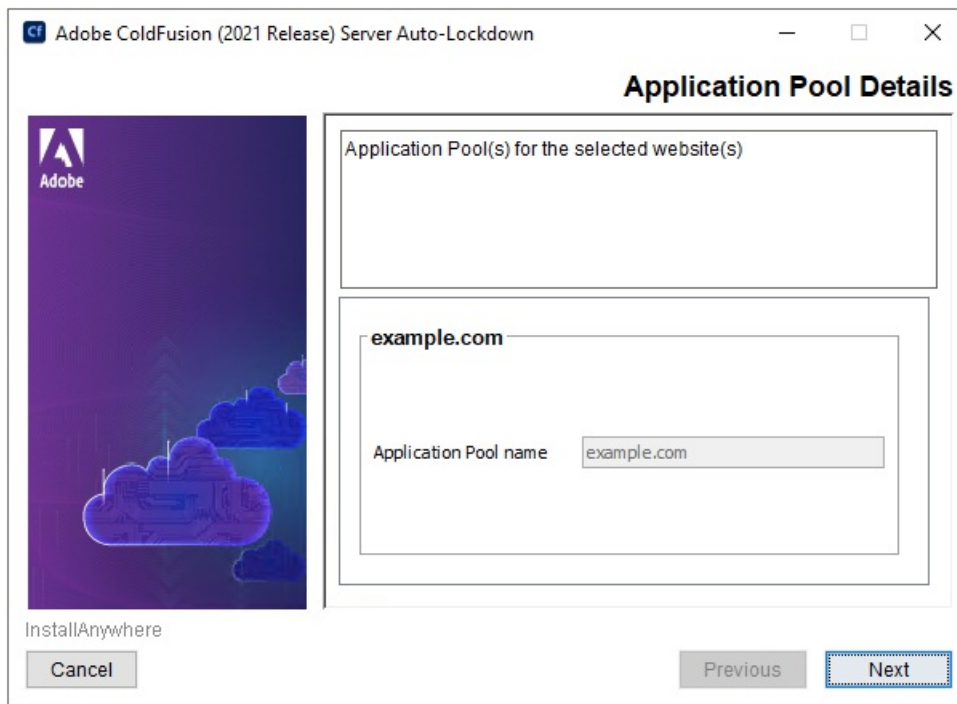 Cf Adobe ColdFusion (2021 Release) Server Auto-Lockdown
Application Pool Details
Adobe
Application Pool(s) for the selected website(s)
example.com
Application Pool name example.com
InstallAnywhere
Cancel Previous Next